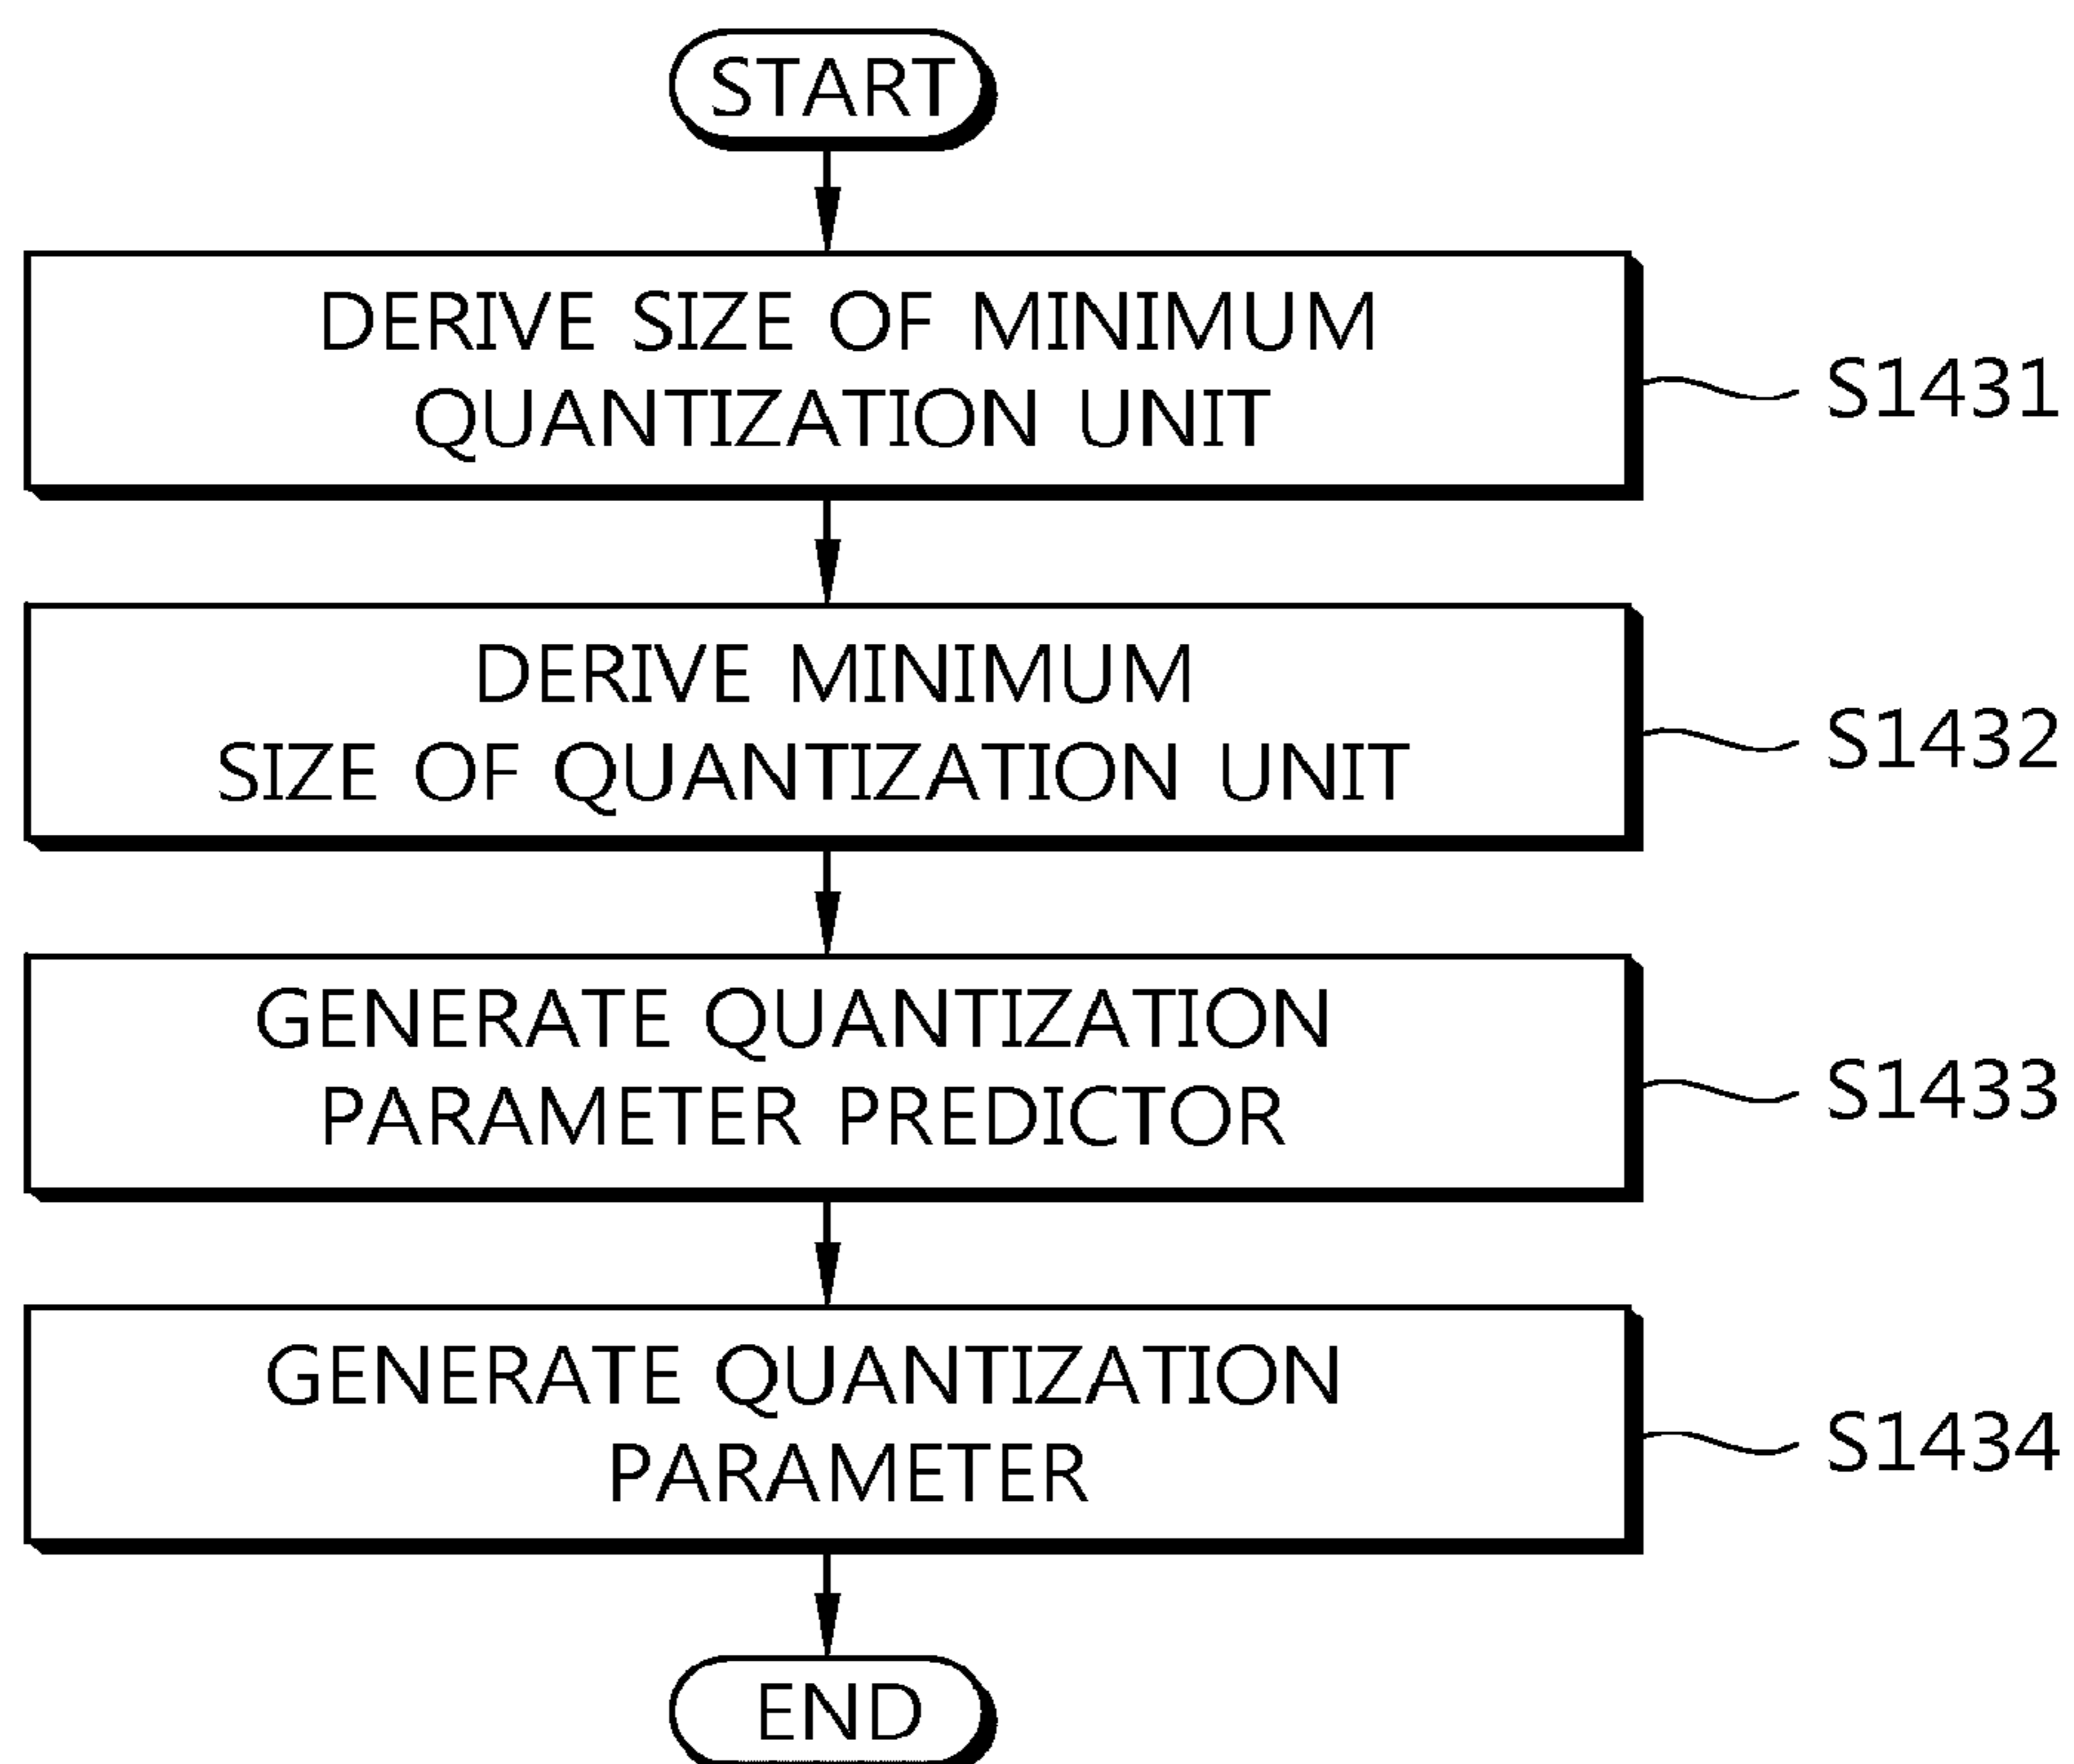 START
DERIVE SIZE OF MINIMUM
QUANTIZATION UNIT
S1431
DERIVE MINIMUM
SIZE OF QUANTIZATION UNIT
S1432
GENERATE QUANTIZATION
PARAMETER PREDICTOR
S1433
GENERATE QUANTIZATION
PARAMETER
S1434
END